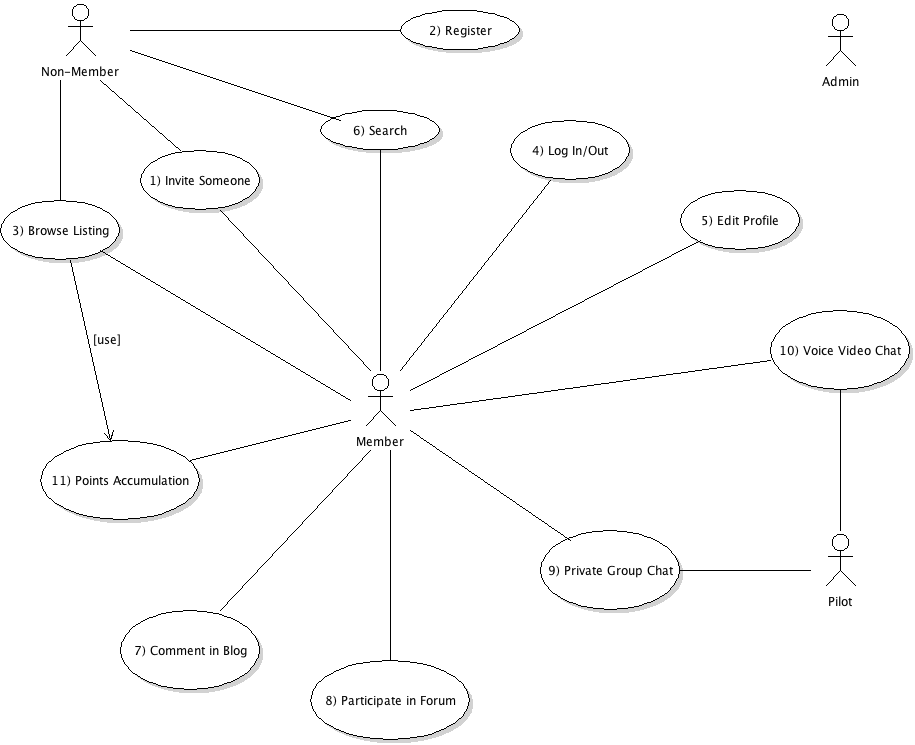 2) Register
Non-Member
Admin
6) Search
4) Log In/Out
1) Invite Someone
5) Edit Profile
3) Browse Listing
[use]
10) Voice Video Chat
Member
11) Points Accumulation
9) Private Group Chat
Pilot
7) Comment in Blog
8) Participate in Forum